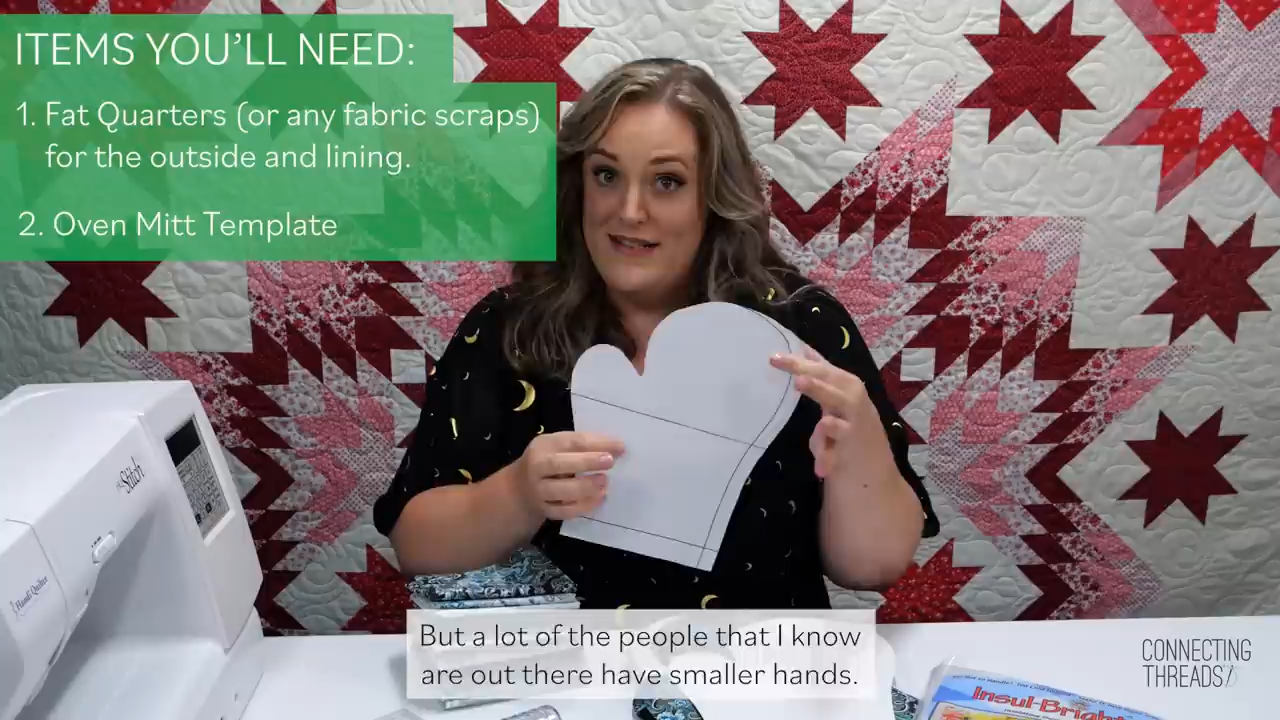 ITEMS YOU'LL NEED:
1. Fat Quarters (or any fabric scraps)
for the outside and lining.
2. Oven Mitt Template
Stitch
Handi Quilter
But a lot of the people that I know
are out there have smaller hands.
CONNECTING
THREADS
Insul-Bright